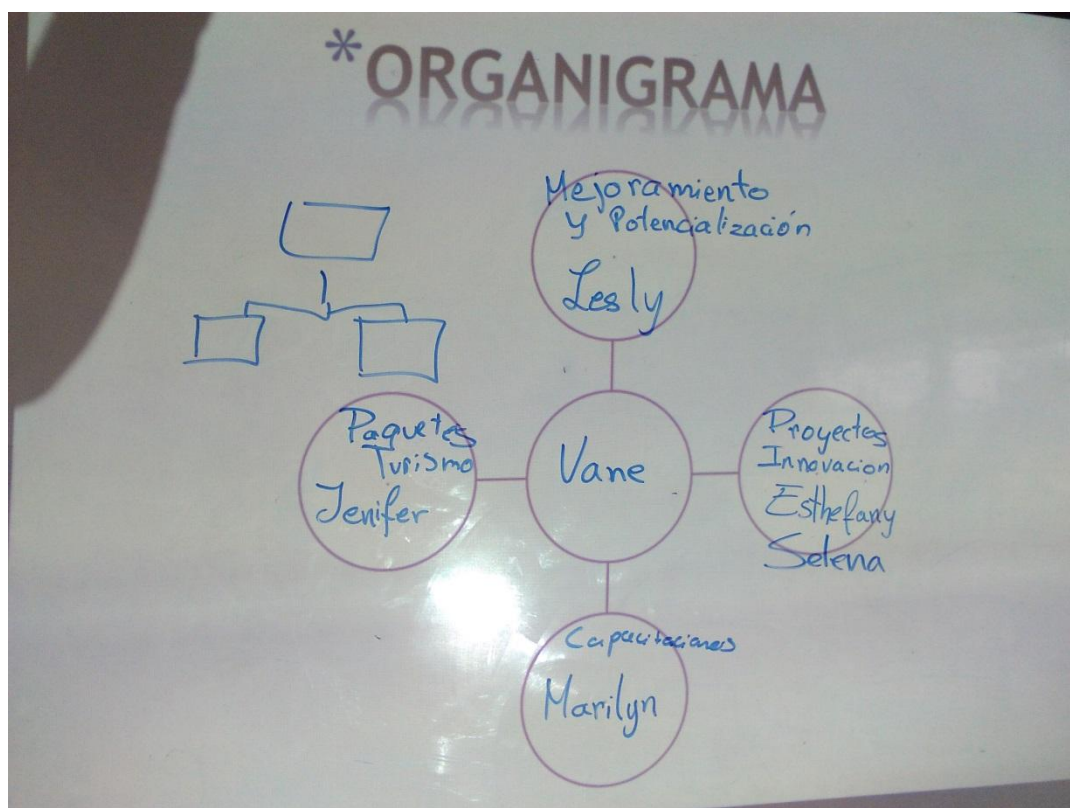 *ORGANIGRAMA
Mejoramiento
y Potencialización
Lesly
Paquetes
Turismo
Jenifer
Vane
Proyectos
Innovacion
Esthefany
Selena
Capacitaciones
Marilyn